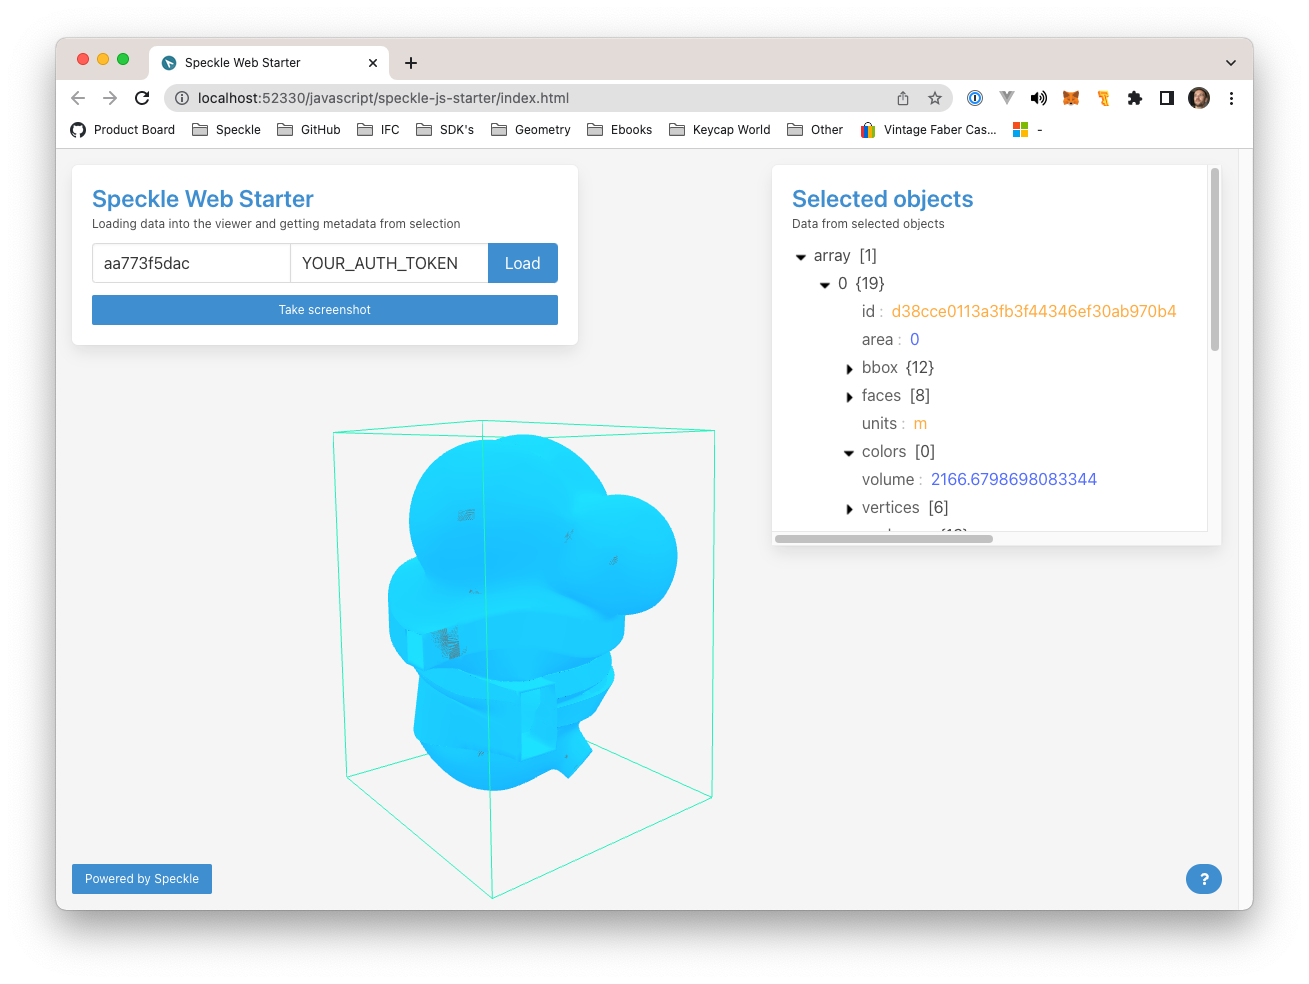 Speckle Web Starter
localhost:52330/javascript/speckle-js-starter/index.html
Product Board Speckle GitHub IFC SDK's Geometry Ebooks Keycap World Other Vintage Faber Cas... -
Speckle Web Starter
Loading data into the viewer and getting metadata from selection
aa773f5dac YOUR_AUTH_TOKEN Load
Take screenshot
Selected objects
Data from selected objects
array [1]
0 {19}
id : d38cce0113a3fb3f44346ef30ab970b4
area : 0
bbox {12}
faces [8]
units : m
colors [0]
volume : 2166.6798698083344
vertices [6]
Powered by Speckle
?